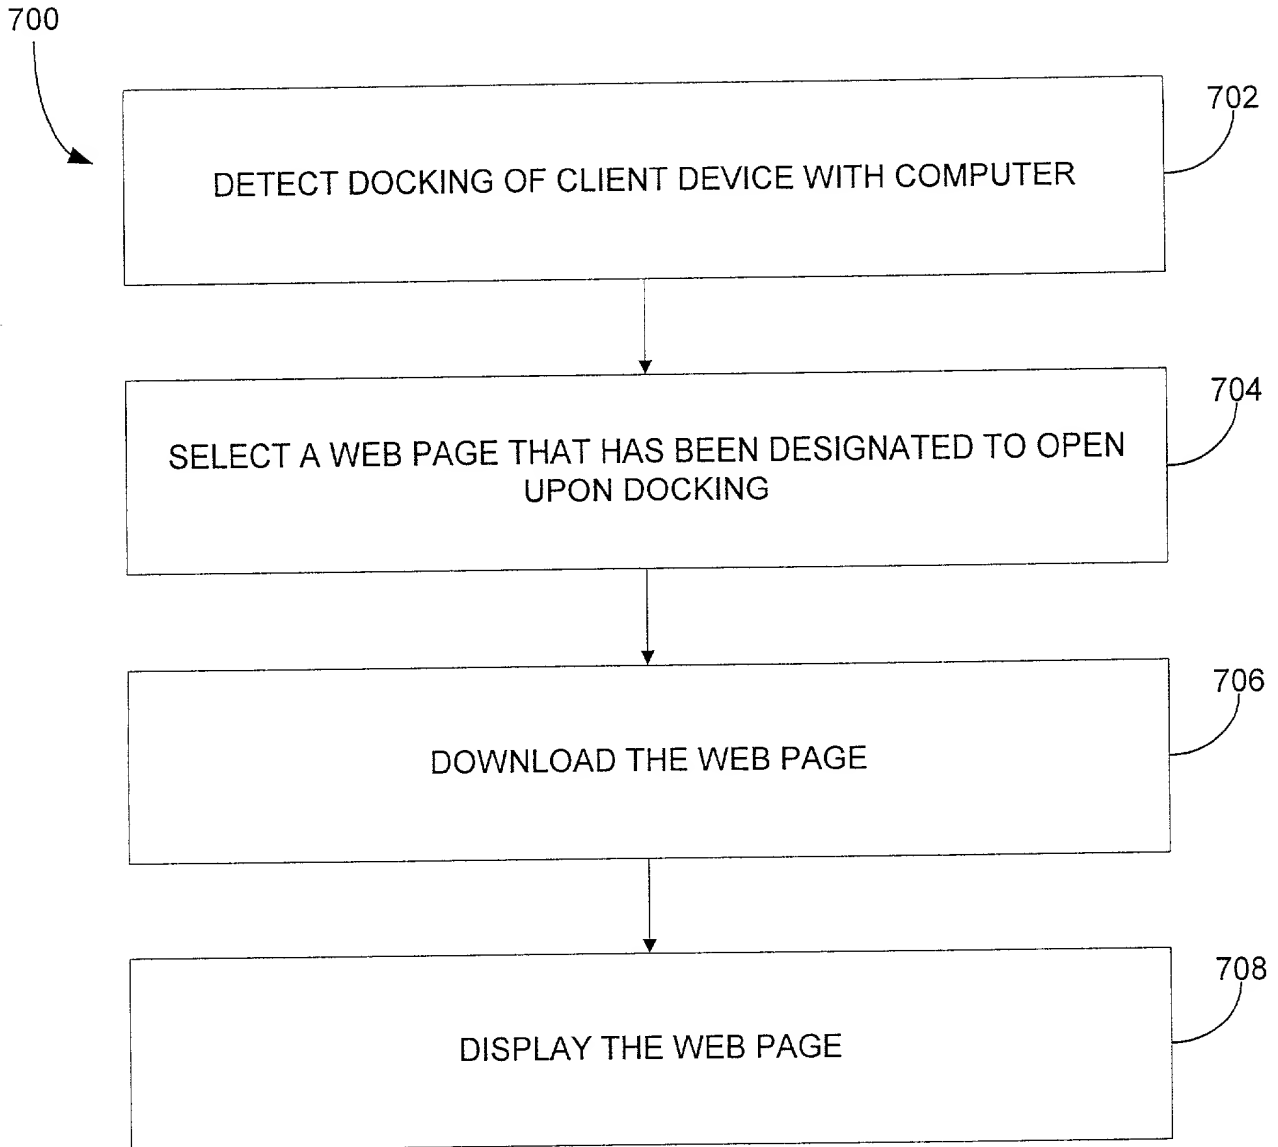 700
702
DETECT DOCKING OF CLIENT DEVICE WITH COMPUTER
704
SELECT A WEB PAGE THAT HAS BEEN DESIGNATED TO OPEN
UPON DOCKING
706
DOWNLOAD THE WEB PAGE
708
DISPLAY THE WEB PAGE